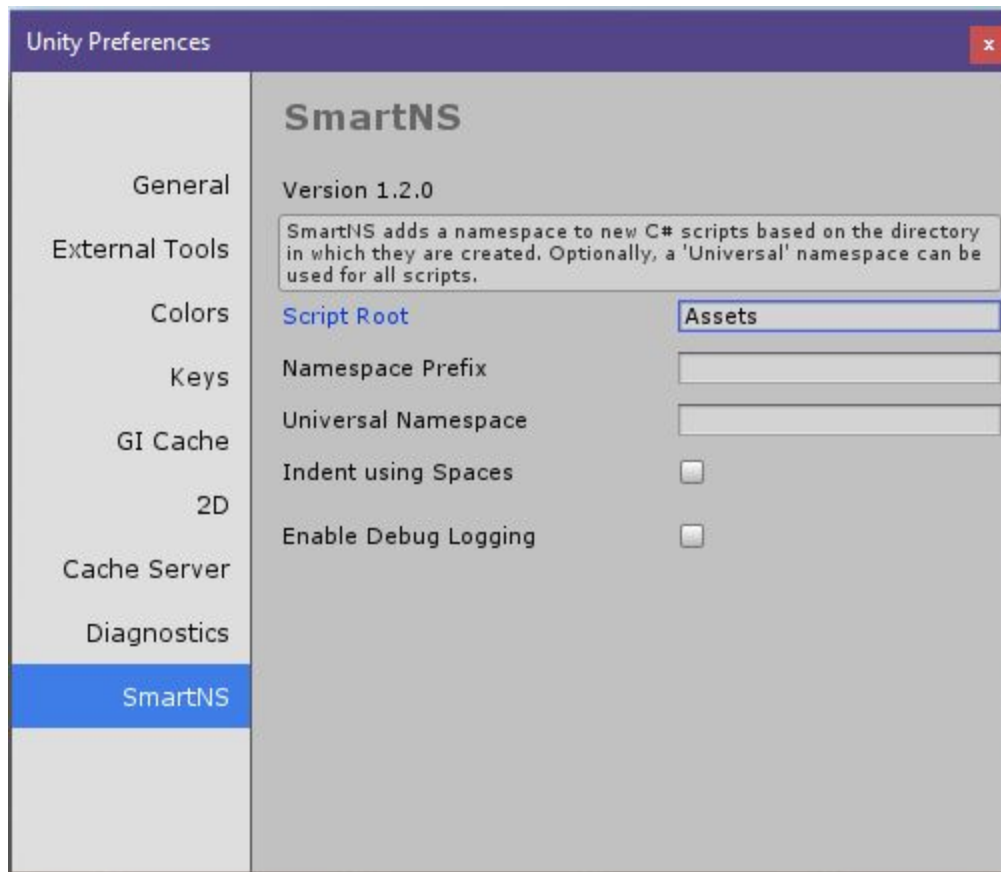 Unity Preferences
x
General
External Tools
Colors
Keys
GI Cache
2D
Cache Server
Diagnostics
SmartNS
SmartNS
Version 1.2.0
SmartNS adds a namespace to new C# scripts based on the directory
in which they are created. Optionally, a 'Universal' namespace can be
used for all scripts.
Script Root Assets
Namespace Prefix
Universal Namespace
Indent using Spaces
Enable Debug Logging